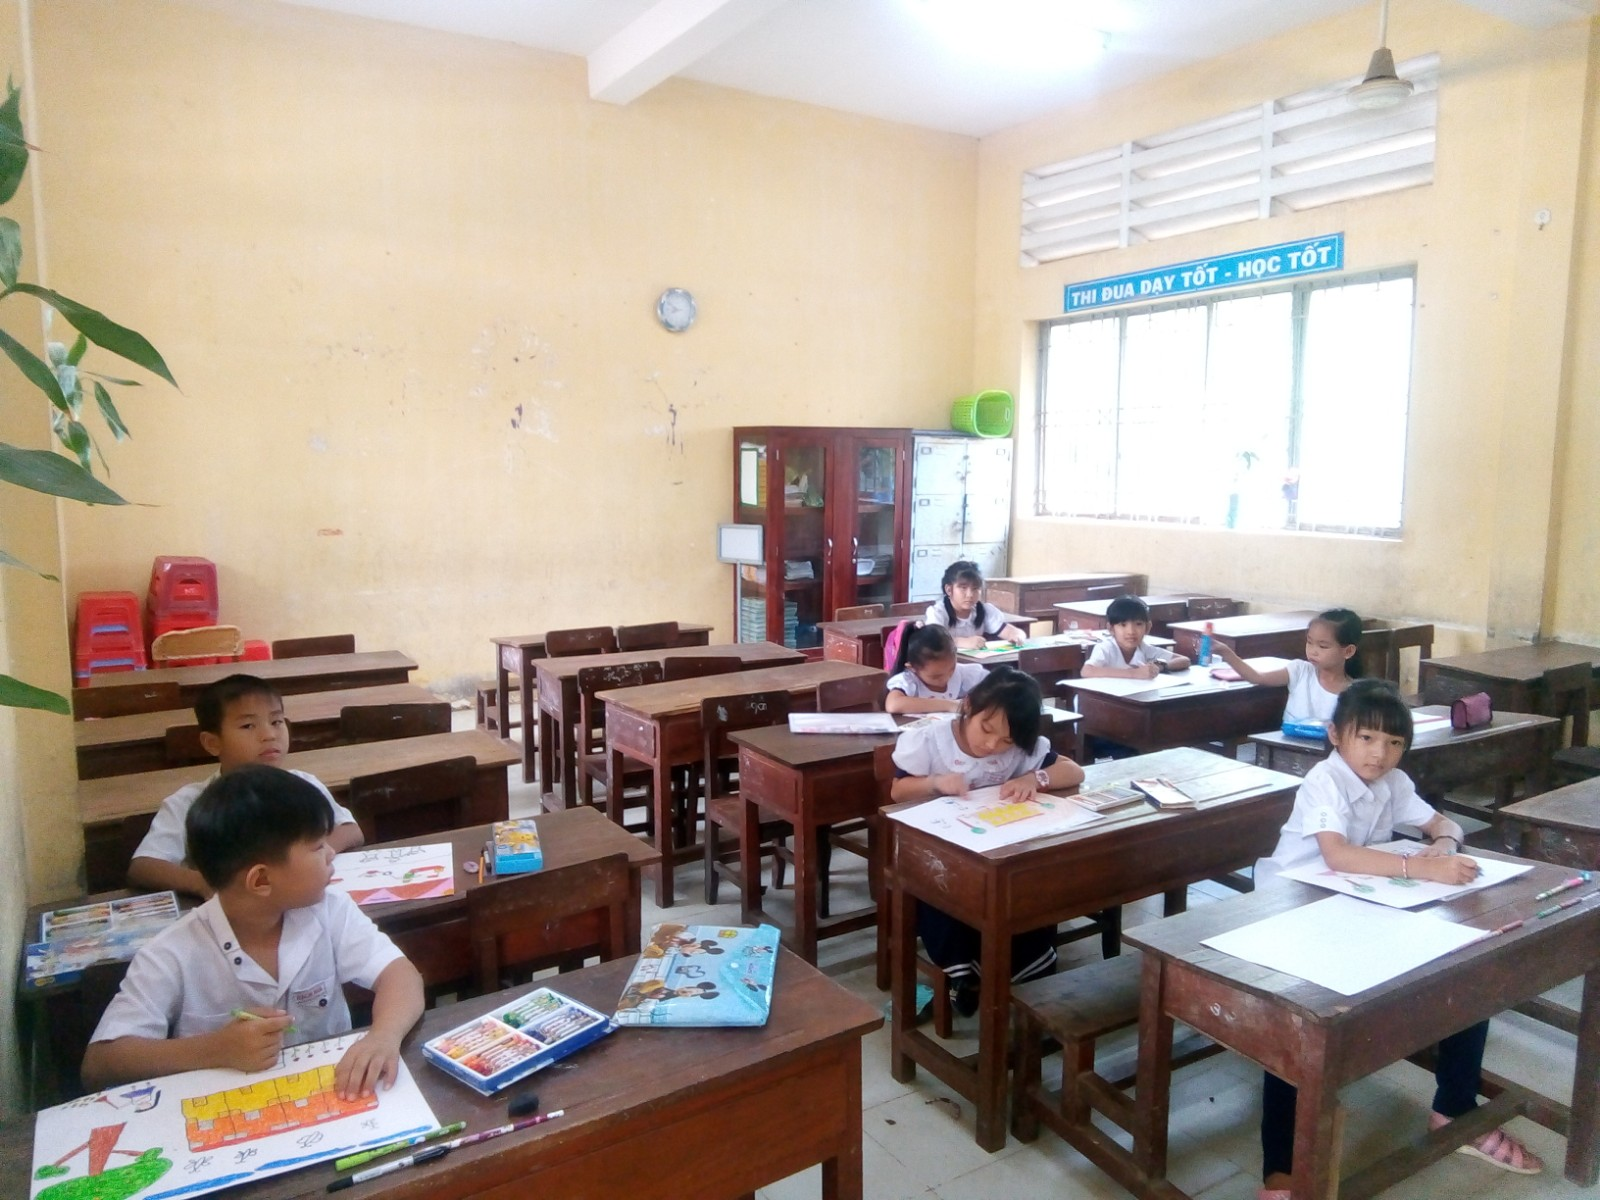 THI ĐUA DẠY TỐT - HỌC TỐT